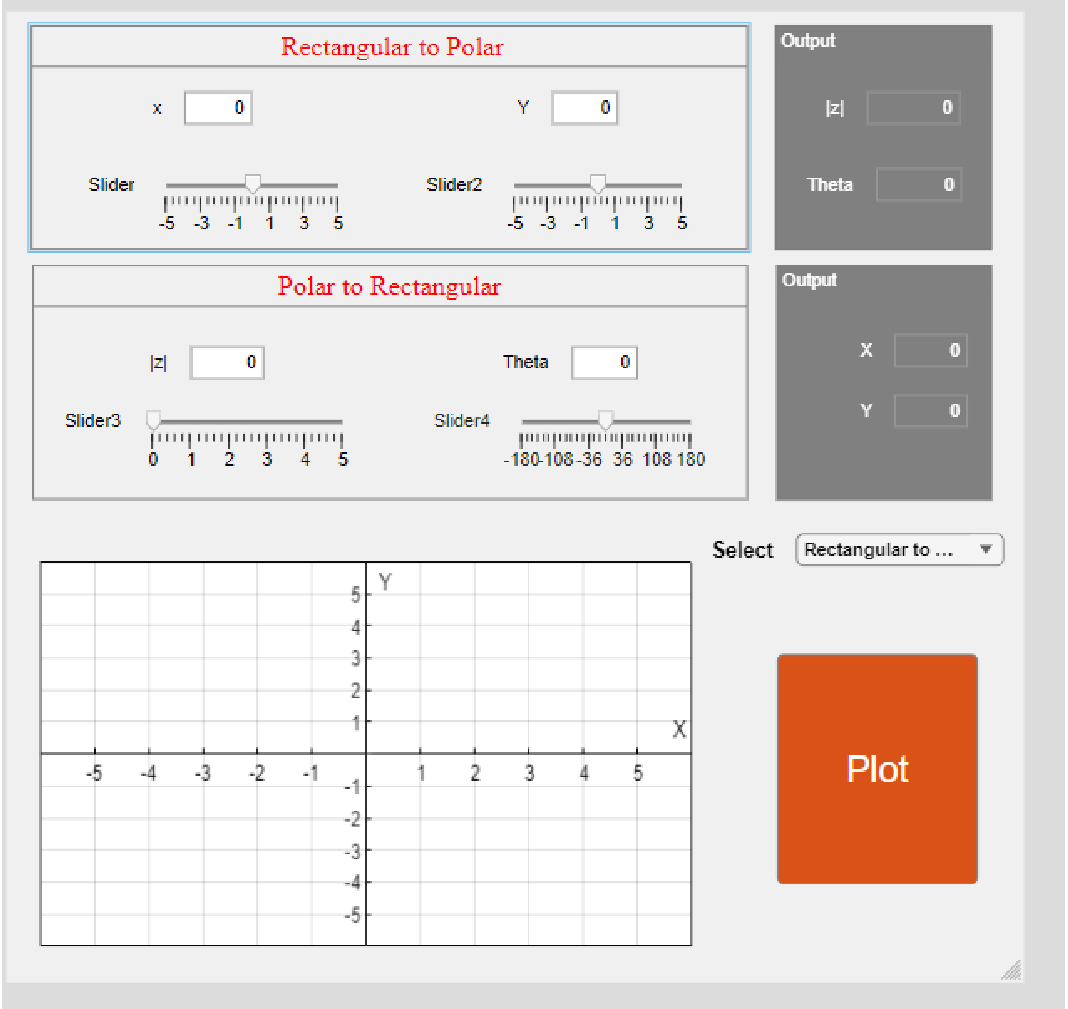 Rectangular to Polar
x 0 Y 0
Slider Slider2
-5 -3 -1 1 3 5 -5 -3 -1 1 3 5
Output
|z| 0
Theta 0
Polar to Rectangular
|z| 0 Theta 0
Slider3 Slider4
0 1 2 3 4 5 -180 -108 -36 36 108 180
Output
X 0
Y 0
Select Rectangular to ...
Y
5
4
3
2
1
X
-5 -4 -3 -2 -1 1 2 3 4 5
-1
-2
-3
-4
-5
Plot